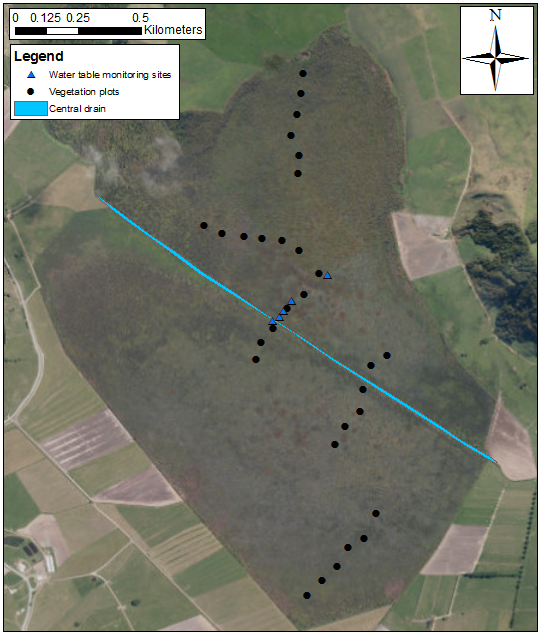 0 0.125 0.25 0.5
Kilometers
N
Legend
Water table monitoring sites
Vegetation plots
Central drain